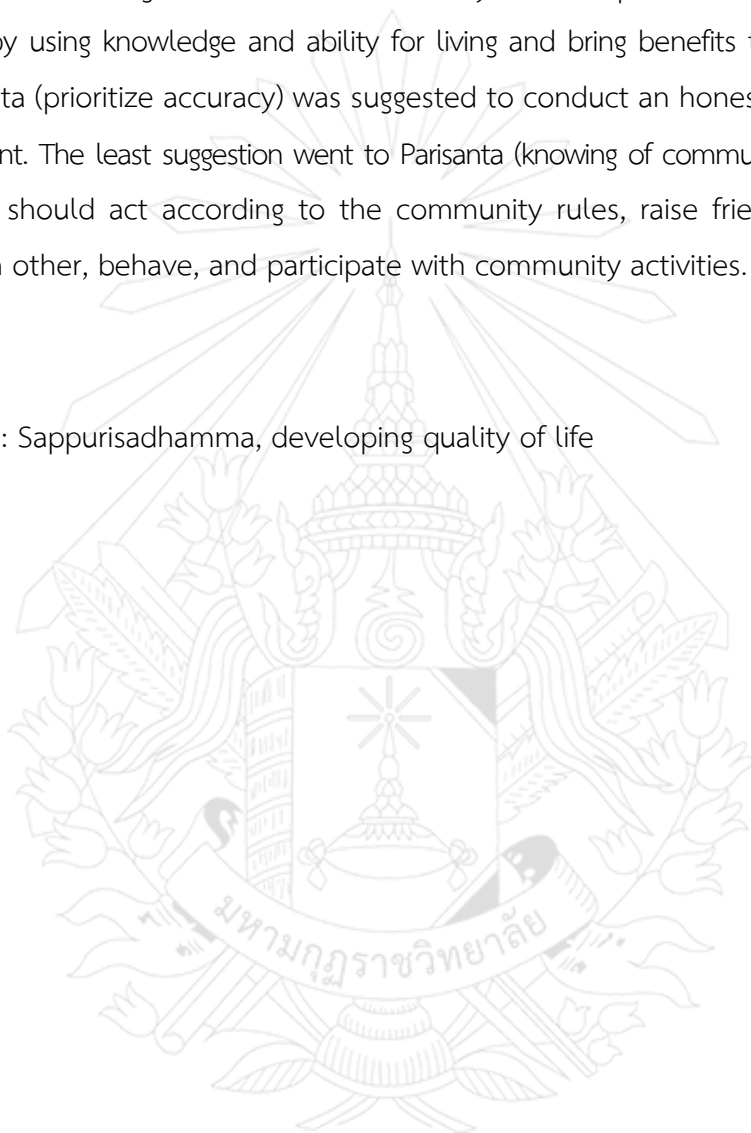 by using knowledge and ability for living and bring benefits
ta (prioritize accuracy) was suggested to conduct an hones
nt. The least suggestion went to Parisanta (knowing of commu
should act according to the community rules, raise frie
other, behave, and participate with community activities.
: Sappurisadhamma, developing quality of life
มหามกุฏราชวิทยาลัย